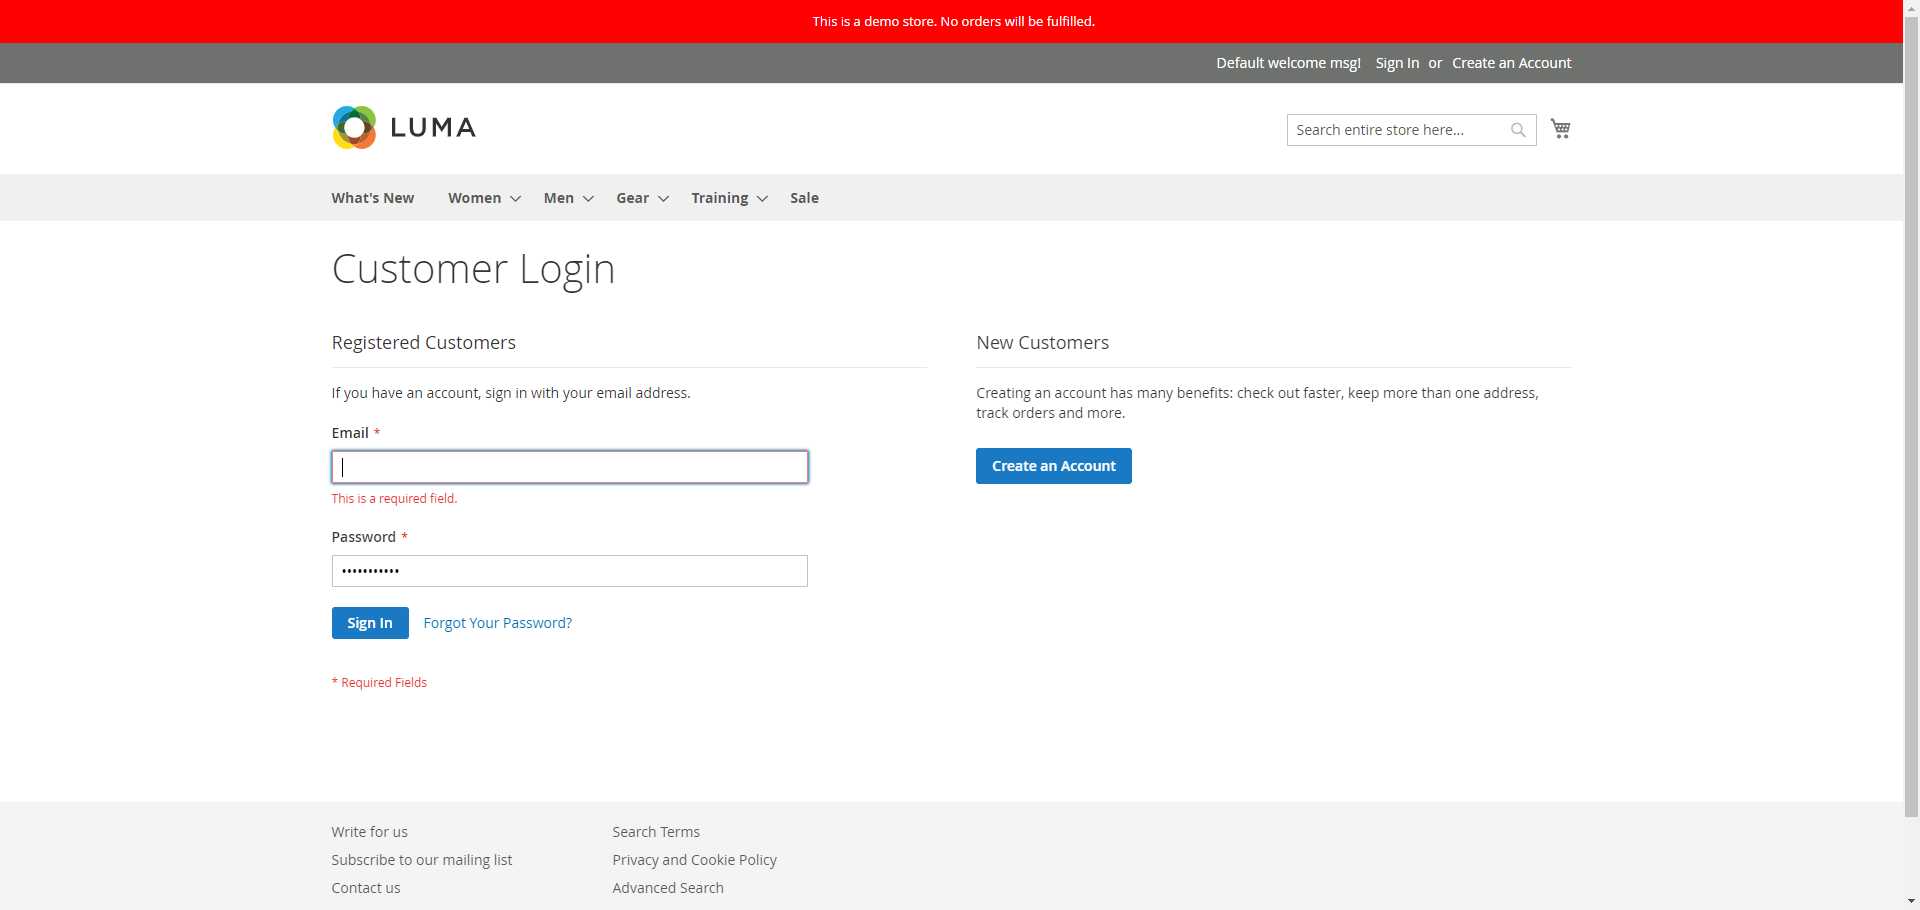 This is a demo store. No orders will be fulfilled.
Default welcome msg! Sign In or Create an Account
LUMA
Search entire store here...
What's New Women Men Gear Training Sale
Customer Login
Registered Customers
If you have an account, sign in with your email address.
Email *
This is a required field.
Password *
•••••••••••
Sign In Forgot Your Password?
* Required Fields
New Customers
Creating an account has many benefits: check out faster, keep more than one address,
track orders and more.
Create an Account
Write for us
Subscribe to our mailing list
Contact us
Search Terms
Privacy and Cookie Policy
Advanced Search